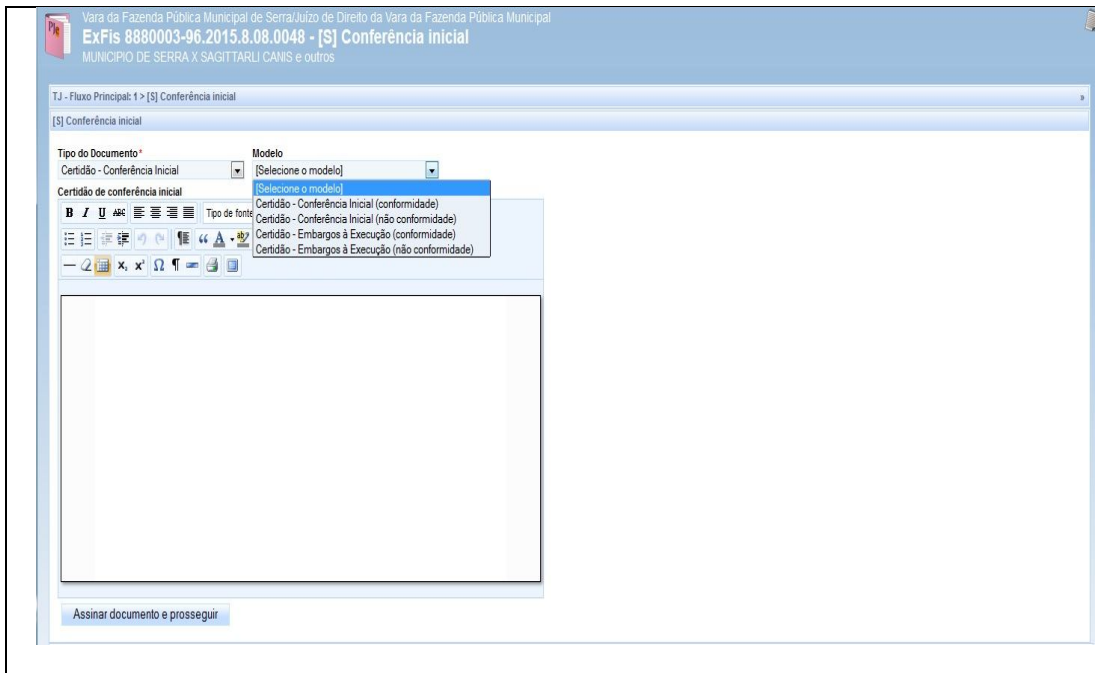 Vara da Fazenda Pública Municipal de Serra/Juízo de Direito da Vara da Fazenda Pública Municipal
PJe
ExFis 8880003-96.2015.8.08.0048 - [S] Conferência inicial
MUNICIPIO DE SERRA X SAGITTARLI CANIS e outros
TJ - Fluxo Principal: 1 > [S] Conferência inicial »
[S] Conferência inicial
Tipo do Documento* Modelo
Certidão - Conferência Inicial [Selecione o modelo]
Certidão de conferência inicial [Selecione o modelo]
Certidão - Conferência Inicial (conformidade)
B I U ABC Tipo de fonte Certidão - Conferência Inicial (não conformidade)
Certidão - Embargos à Execução (conformidade)
Certidão - Embargos à Execução (não conformidade)
Assinar documento e prosseguir